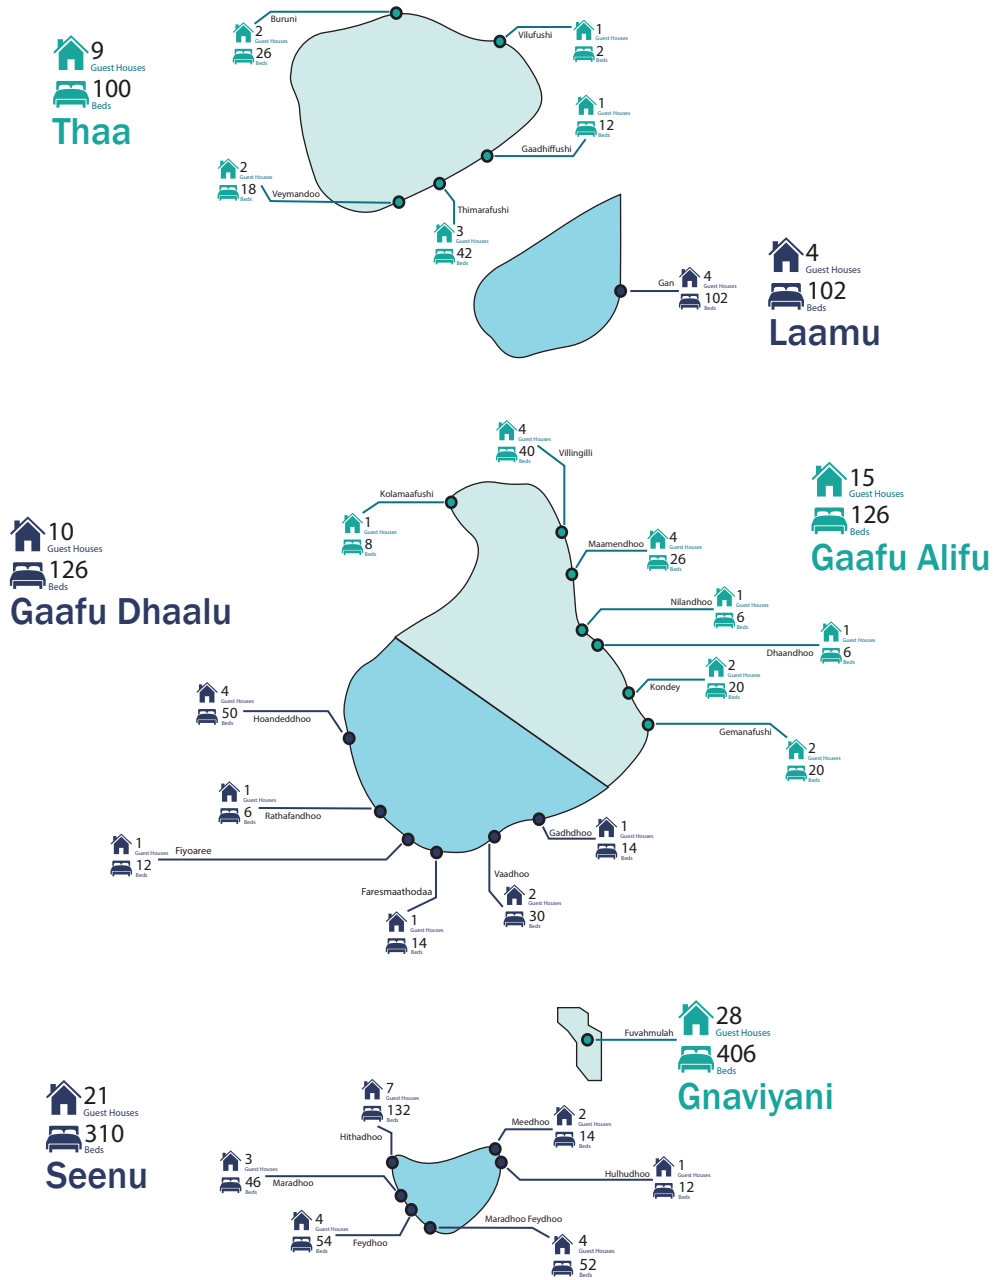 Buruni
2
Guest Houses
26
Beds
Vilufushi
1
Guest Houses
2
Beds
9
Guest Houses
100
Beds
Thaa
1
Guest Houses
12
Beds
Gaadhiffushi
2
Guest Houses
18
Beds
Veymandoo
Thimarafushi
3
Guest Houses
42
Beds
Gan
4
Guest Houses
102
Beds
4
Guest Houses
102
Beds
Laamu
4
Guest Houses
40
Beds
Villingilli
Kolamaafushi
1
Guest Houses
8
Beds
15
Guest Houses
126
Beds
Gaafu Alifu
10
Guest Houses
126
Beds
Gaafu Dhaalu
Maamendhoo
4
Guest Houses
26
Beds
Nilandhoo
1
Guest Houses
6
Beds
Dhaandhoo
1
Guest Houses
6
Beds
Kondey
2
Guest Houses
20
Beds
Gemanafushi
2
Guest Houses
20
Beds
4
Guest Houses
50
Beds
Hoandeddhoo
1
Guest Houses
6
Beds
Rathafandhoo
1
Guest Houses
12
Beds
Fiyoaree
Gadhdhoo
1
Guest Houses
14
Beds
Vaadhoo
2
Guest Houses
30
Beds
Faresmaathodaa
1
Guest Houses
14
Beds
Fuvahmulah
28
Guest Houses
406
Beds
Gnaviyani
21
Guest Houses
310
Beds
Seenu
7
Guest Houses
132
Beds
Hithadhoo
Meedhoo
2
Guest Houses
14
Beds
3
Guest Houses
46
Beds
Maradhoo
Hulhudhoo
1
Guest Houses
12
Beds
4
Guest Houses
54
Beds
Feydhoo
Maradhoo Feydhoo
4
Guest Houses
52
Beds